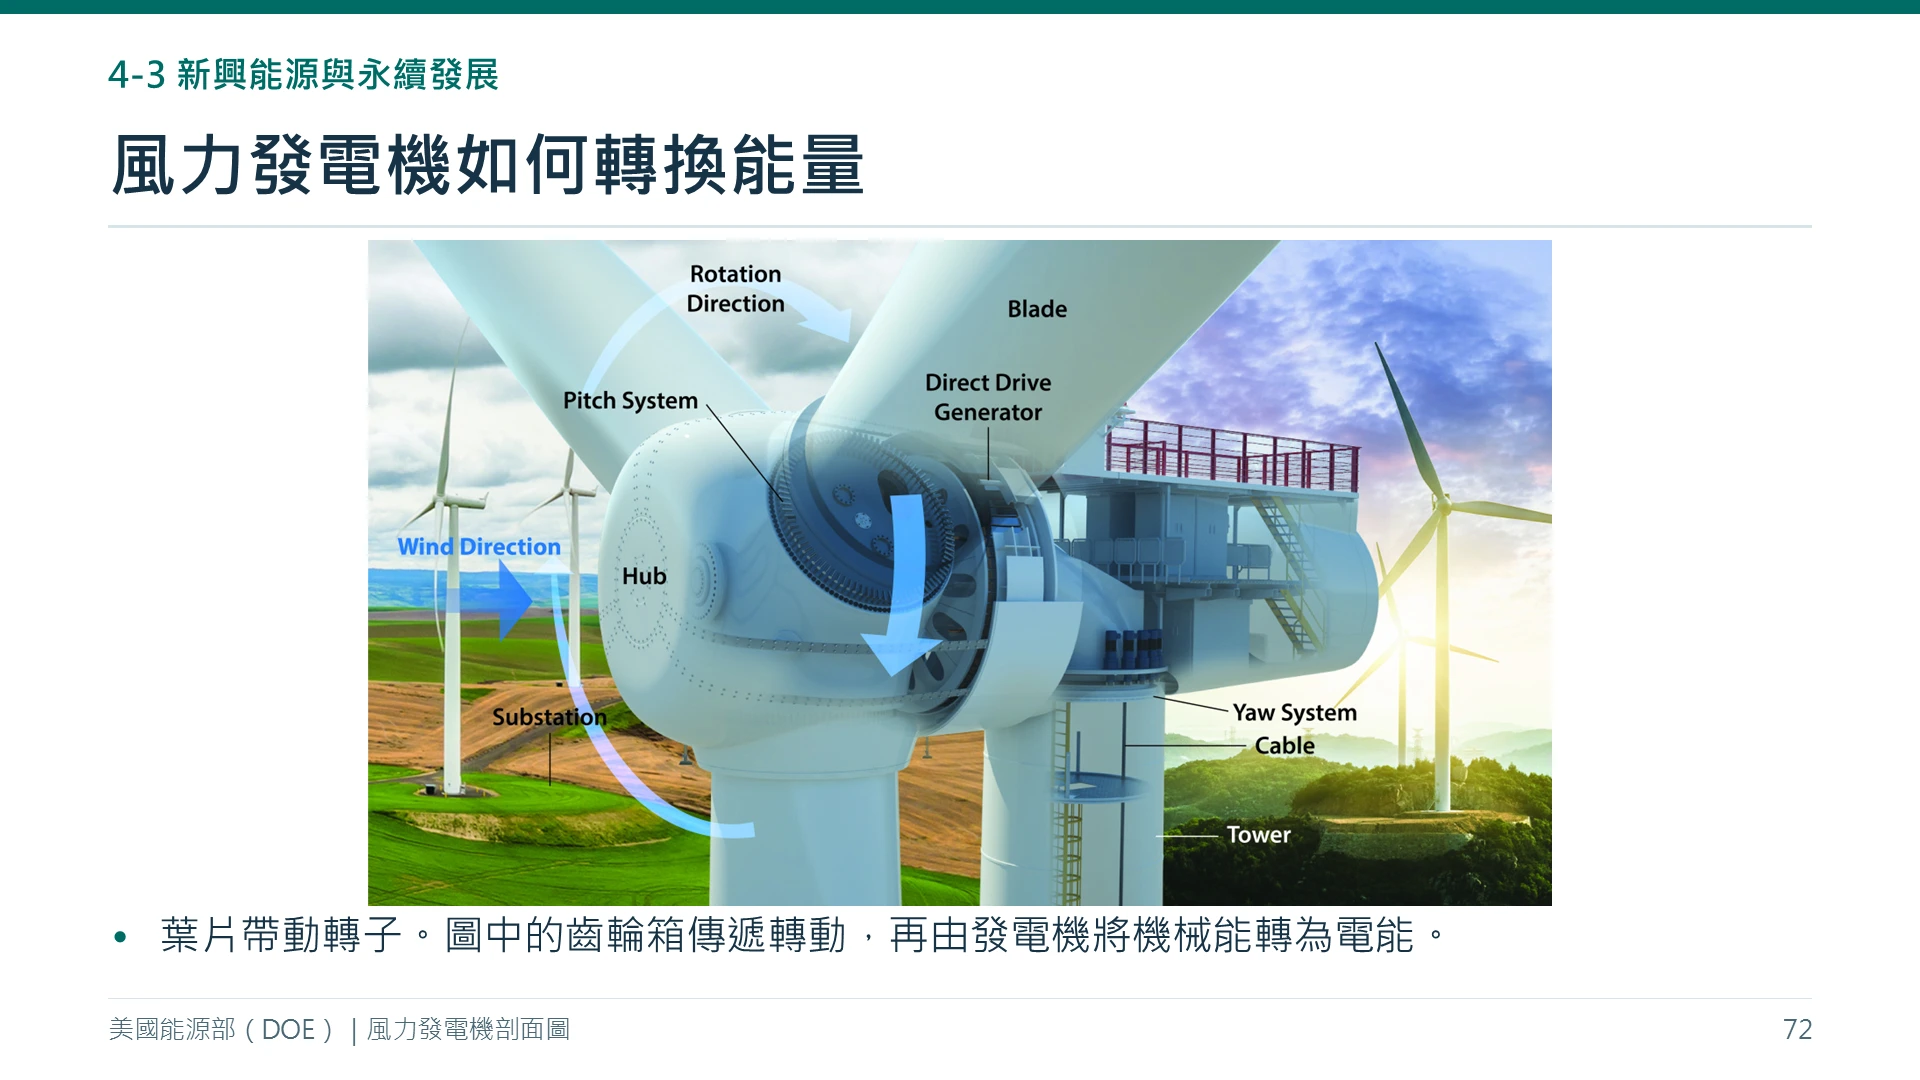 4-3 新興能源與永續發展
風力發電機如何轉換能量
Rotation
Direction
Blade
Direct Drive
Generator
Pitch System
Wind Direction
Hub
Substation
Yaw System
Cable
Tower
• 葉片帶動轉子。圖中的齒輪箱傳遞轉動，再由發電機將機械能轉為電能。
美國能源部（DOE）｜風力發電機剖面圖
72